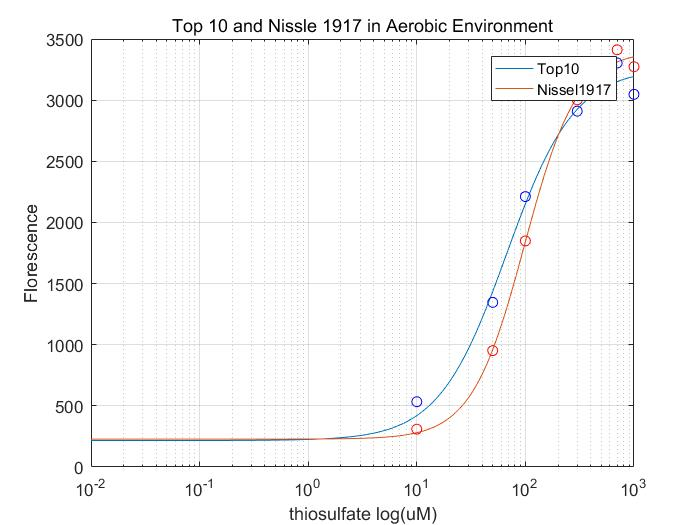 Top 10 and Nissle 1917 in Aerobic Environment
3500
3000
2500
2000
1500
1000
500
0
Florescence
Top10
Nissel1917
10^-2
10^-1
10^0
10^1
10^2
10^3
thiosulfate log(uM)